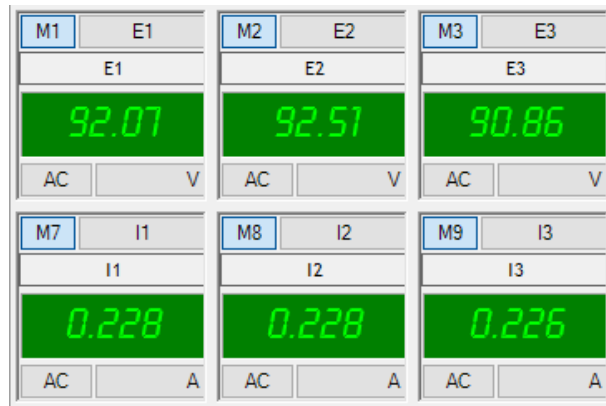 M1 E1 M2 E2 M3 E3
E1 E2 E3
92.07 92.51 90.86
AC V AC V AC V
M7 I1 M8 I2 M9 I3
I1 I2 I3
0.228 0.228 0.226
AC A AC A AC A